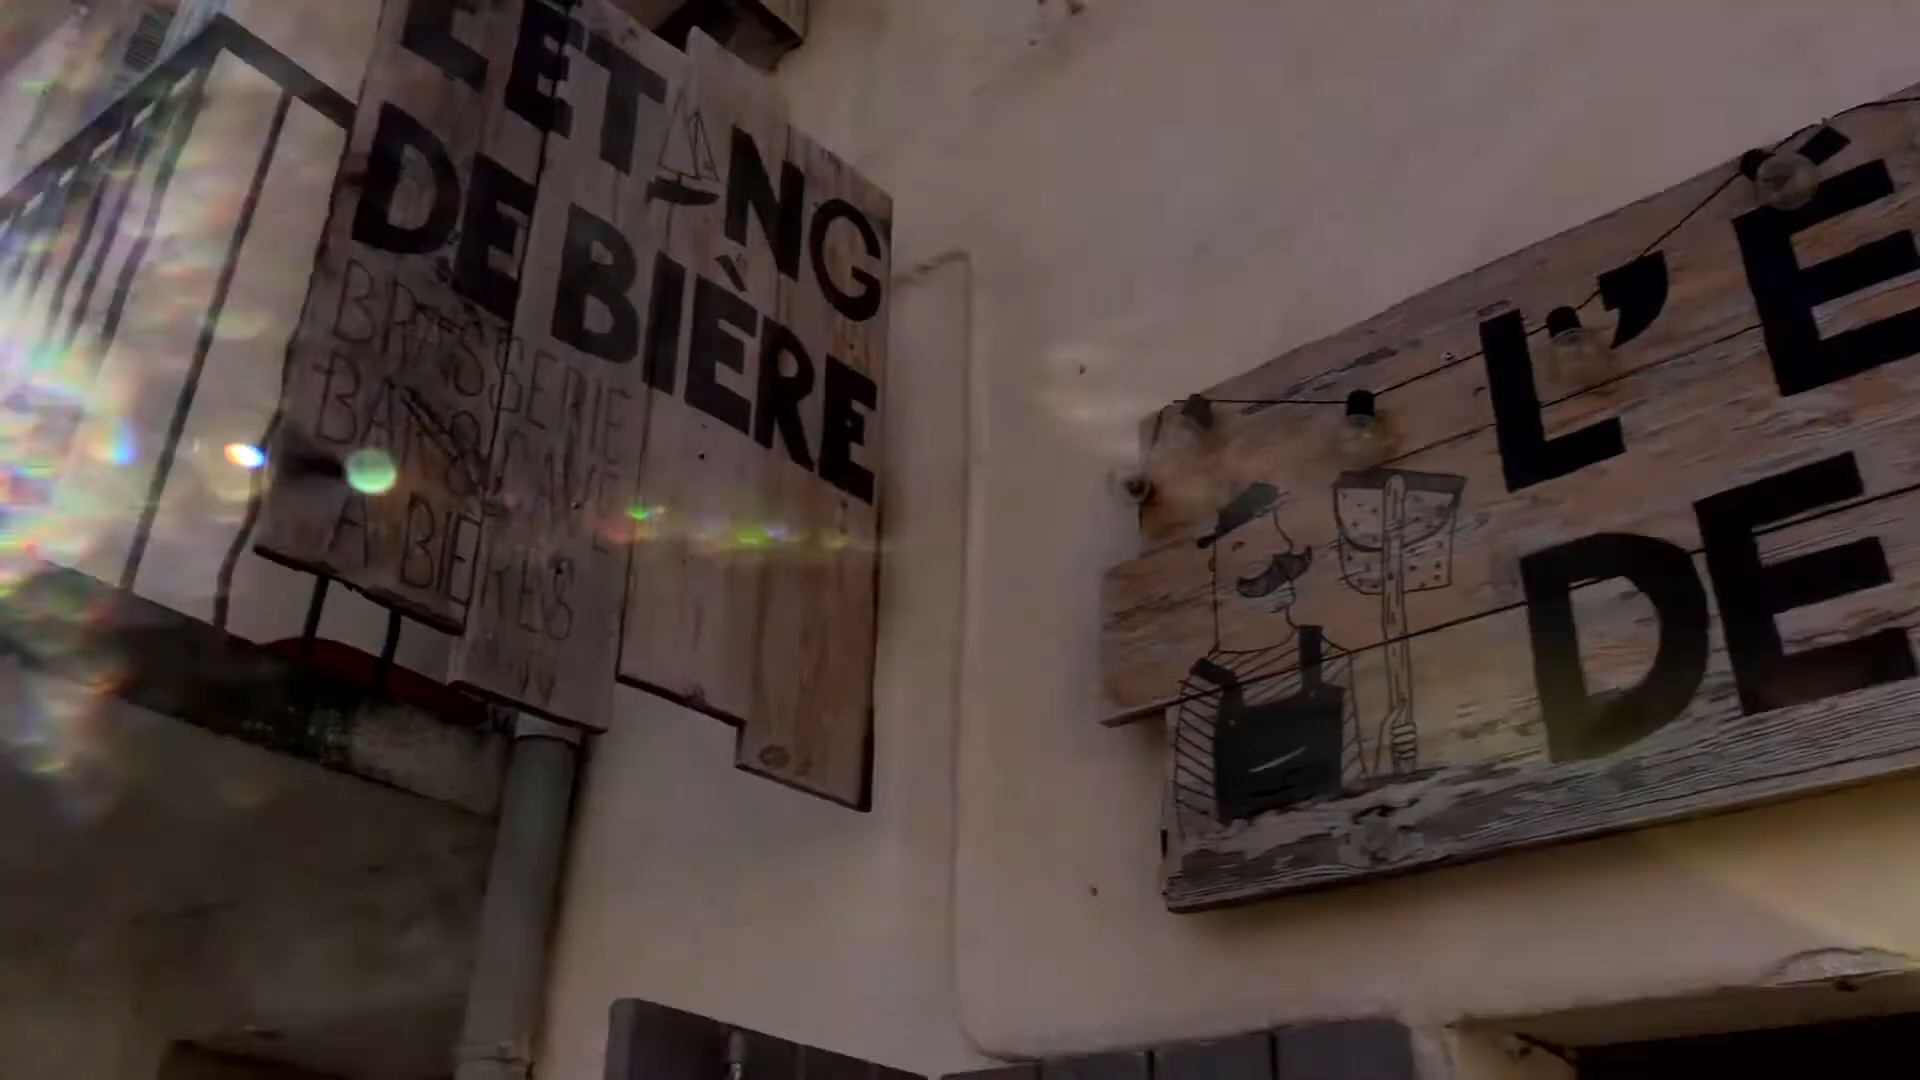 L'ÉTANG
DE BIÈRE
BRASSERIE
BAR & CAVE
À BIÈRES
L'É
DE